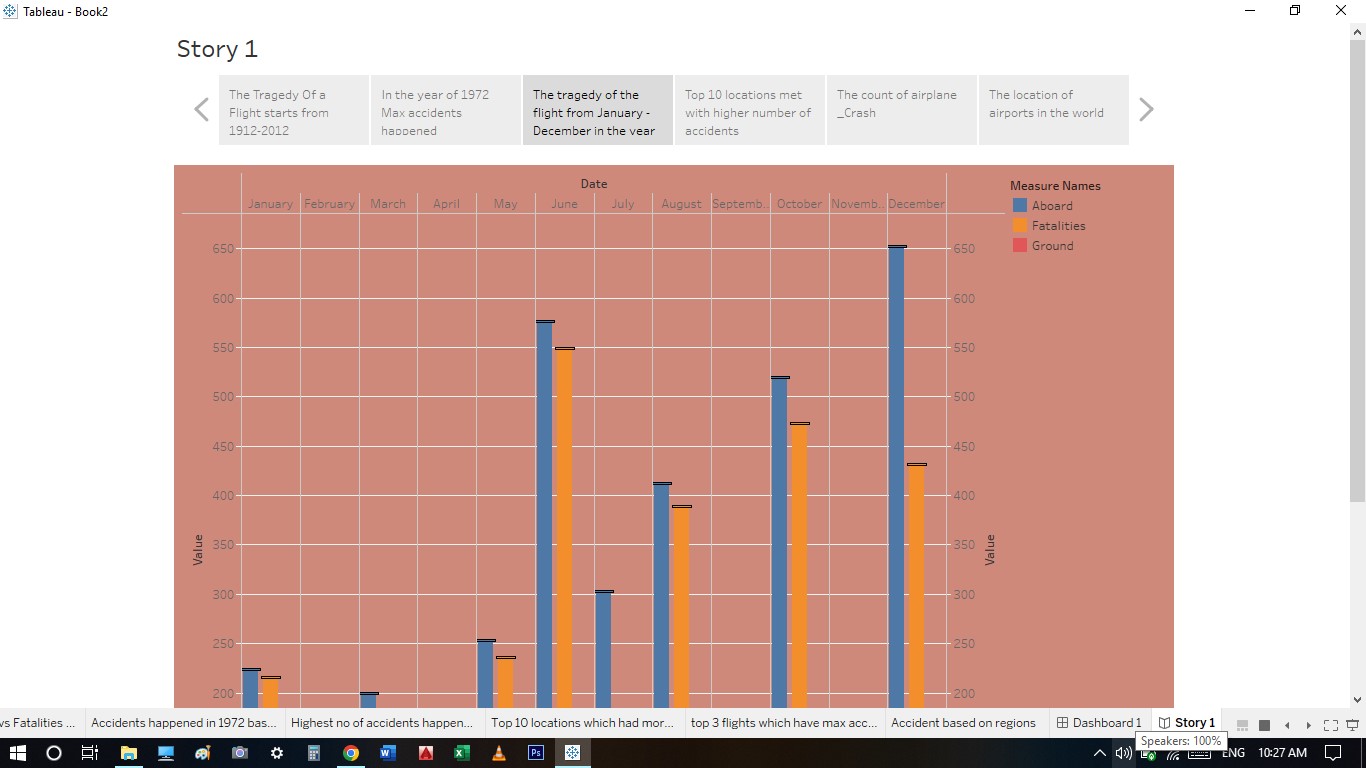 Tableau - Book2
Story 1
The Tragedy Of a
Flight starts from
1912-2012
In the year of 1972
Max accidents
happened
The tragedy of the
flight from January -
December in the year
Top 10 locations met
with higher number of
accidents
The count of airplane
_Crash
The location of
airports in the world
Date
January February March April May June July August Septemb.. October Novemb.. December
Measure Names
Aboard
Fatalities
Ground
650 650
600 600
550 550
500 500
450 450
400 400
350 350
Value Value
300 300
250 250
200 200
vs Fatalities ... Accidents happened in 1972 bas... Highest no of accidents happen... Top 10 locations which had mor... top 3 flights which have max acc... Accident based on regions Dashboard 1 Story 1
Speakers: 100%
ENG 10:27 AM